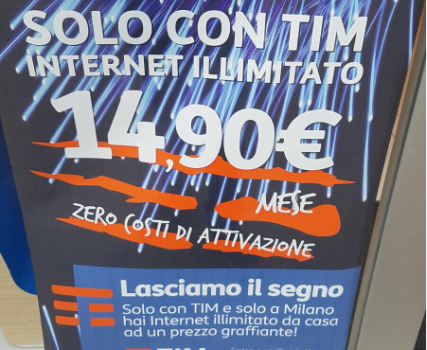 SOLO CON TIM
INTERNET ILLIMITATO
14,90€
MESE
ZERO COSTI DI ATTIVAZIONE
Lasciamo il segno
Solo con TIM e solo a Milano
hai Internet illimitato da casa
ad un prezzo graffiante!